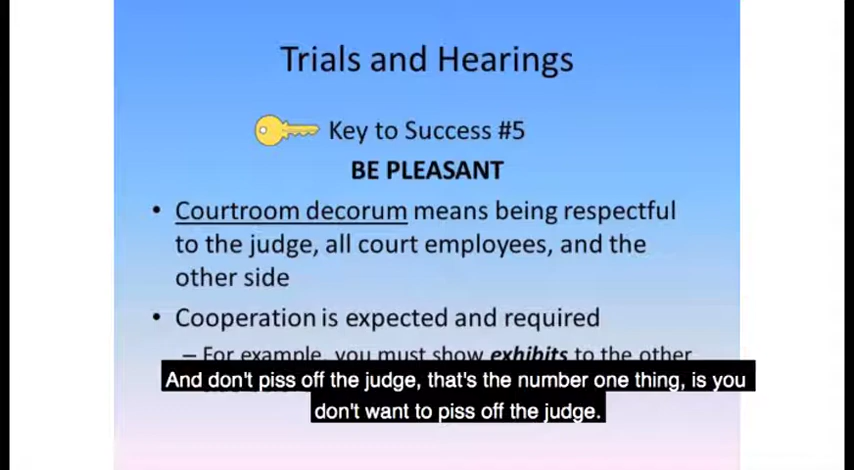 Trials and Hearings
Key to Success #5
BE PLEASANT
• Courtroom decorum means being respectful
to the judge, all court employees, and the
other side
• Cooperation is expected and required
– For example, you must show exhibits to the other
And don't piss off the judge, that's the number one thing, is you
don't want to piss off the judge.